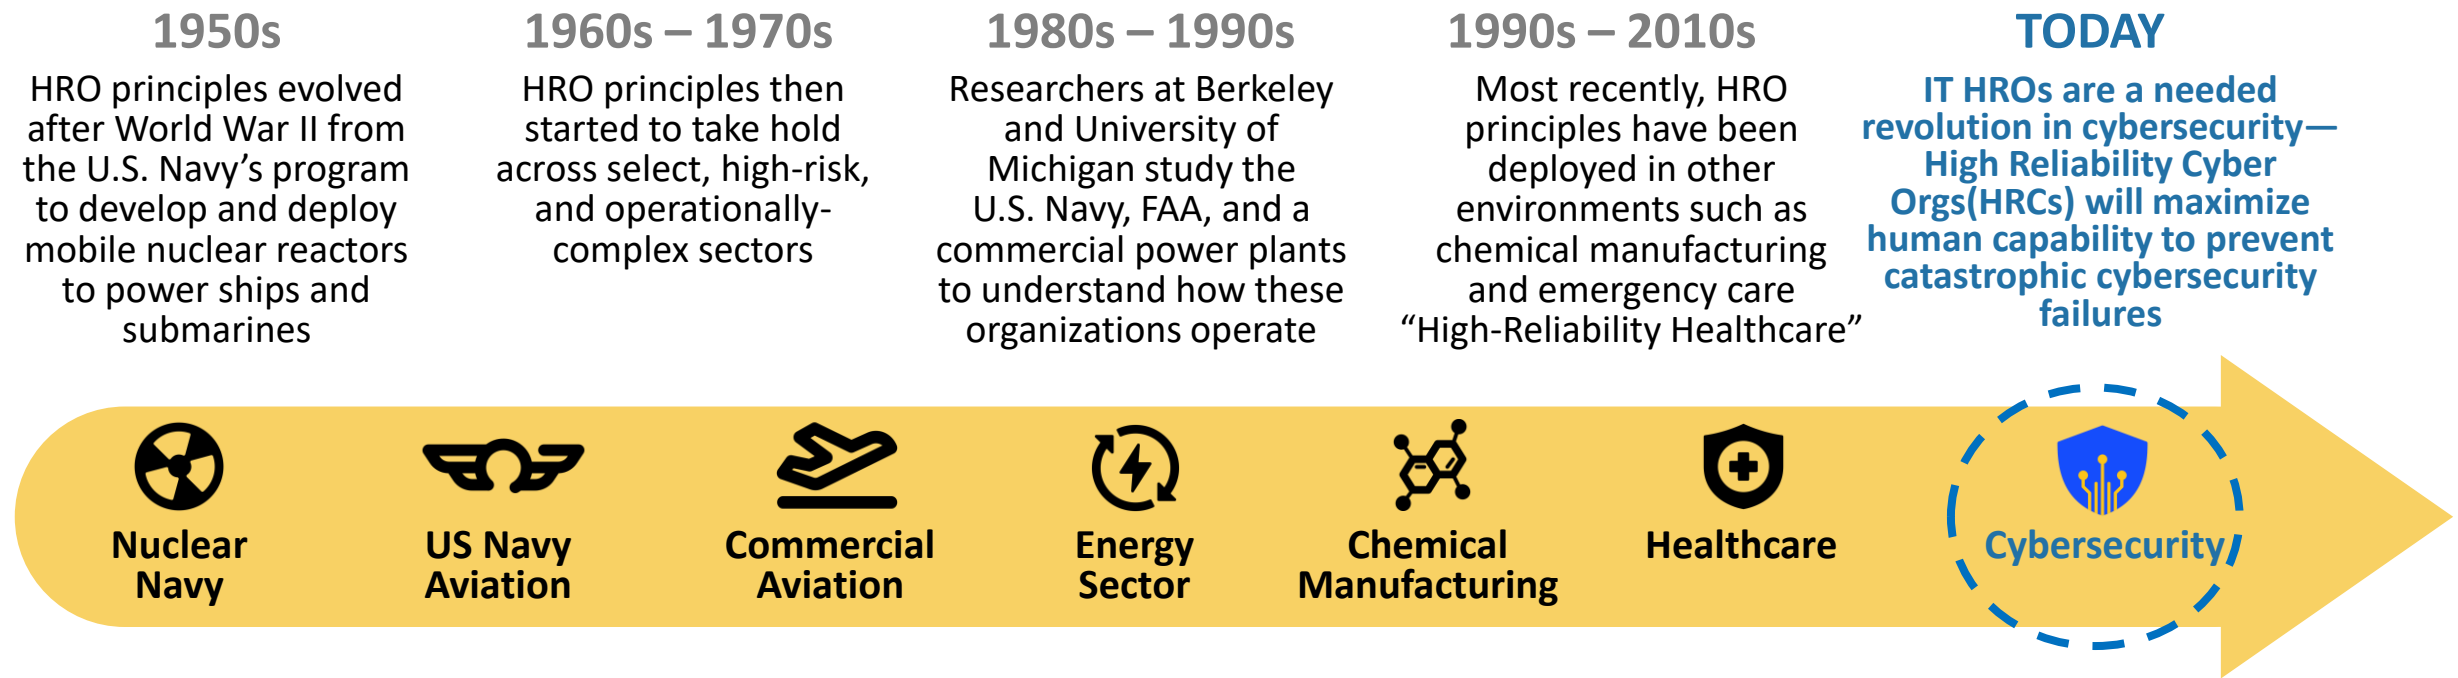 1950s
HRO principles evolved
after World War II from
the U.S. Navy’s program
to develop and deploy
mobile nuclear reactors
to power ships and
submarines
1960s – 1970s
HRO principles then
started to take hold
across select, high-risk,
and operationally-
complex sectors
1980s – 1990s
Researchers at Berkeley
and University of
Michigan study the
U.S. Navy, FAA, and a
commercial power plants
to understand how these
organizations operate
1990s – 2010s
Most recently, HRO
principles have been
deployed in other
environments such as
chemical manufacturing
and emergency care
“High-Reliability Healthcare”
TODAY
IT HROs are a needed
revolution in cybersecurity—
High Reliability Cyber
Orgs(HRCs) will maximize
human capability to prevent
catastrophic cybersecurity
failures
Nuclear
Navy
US Navy
Aviation
Commercial
Aviation
Energy
Sector
Chemical
Manufacturing
Healthcare
Cybersecurity